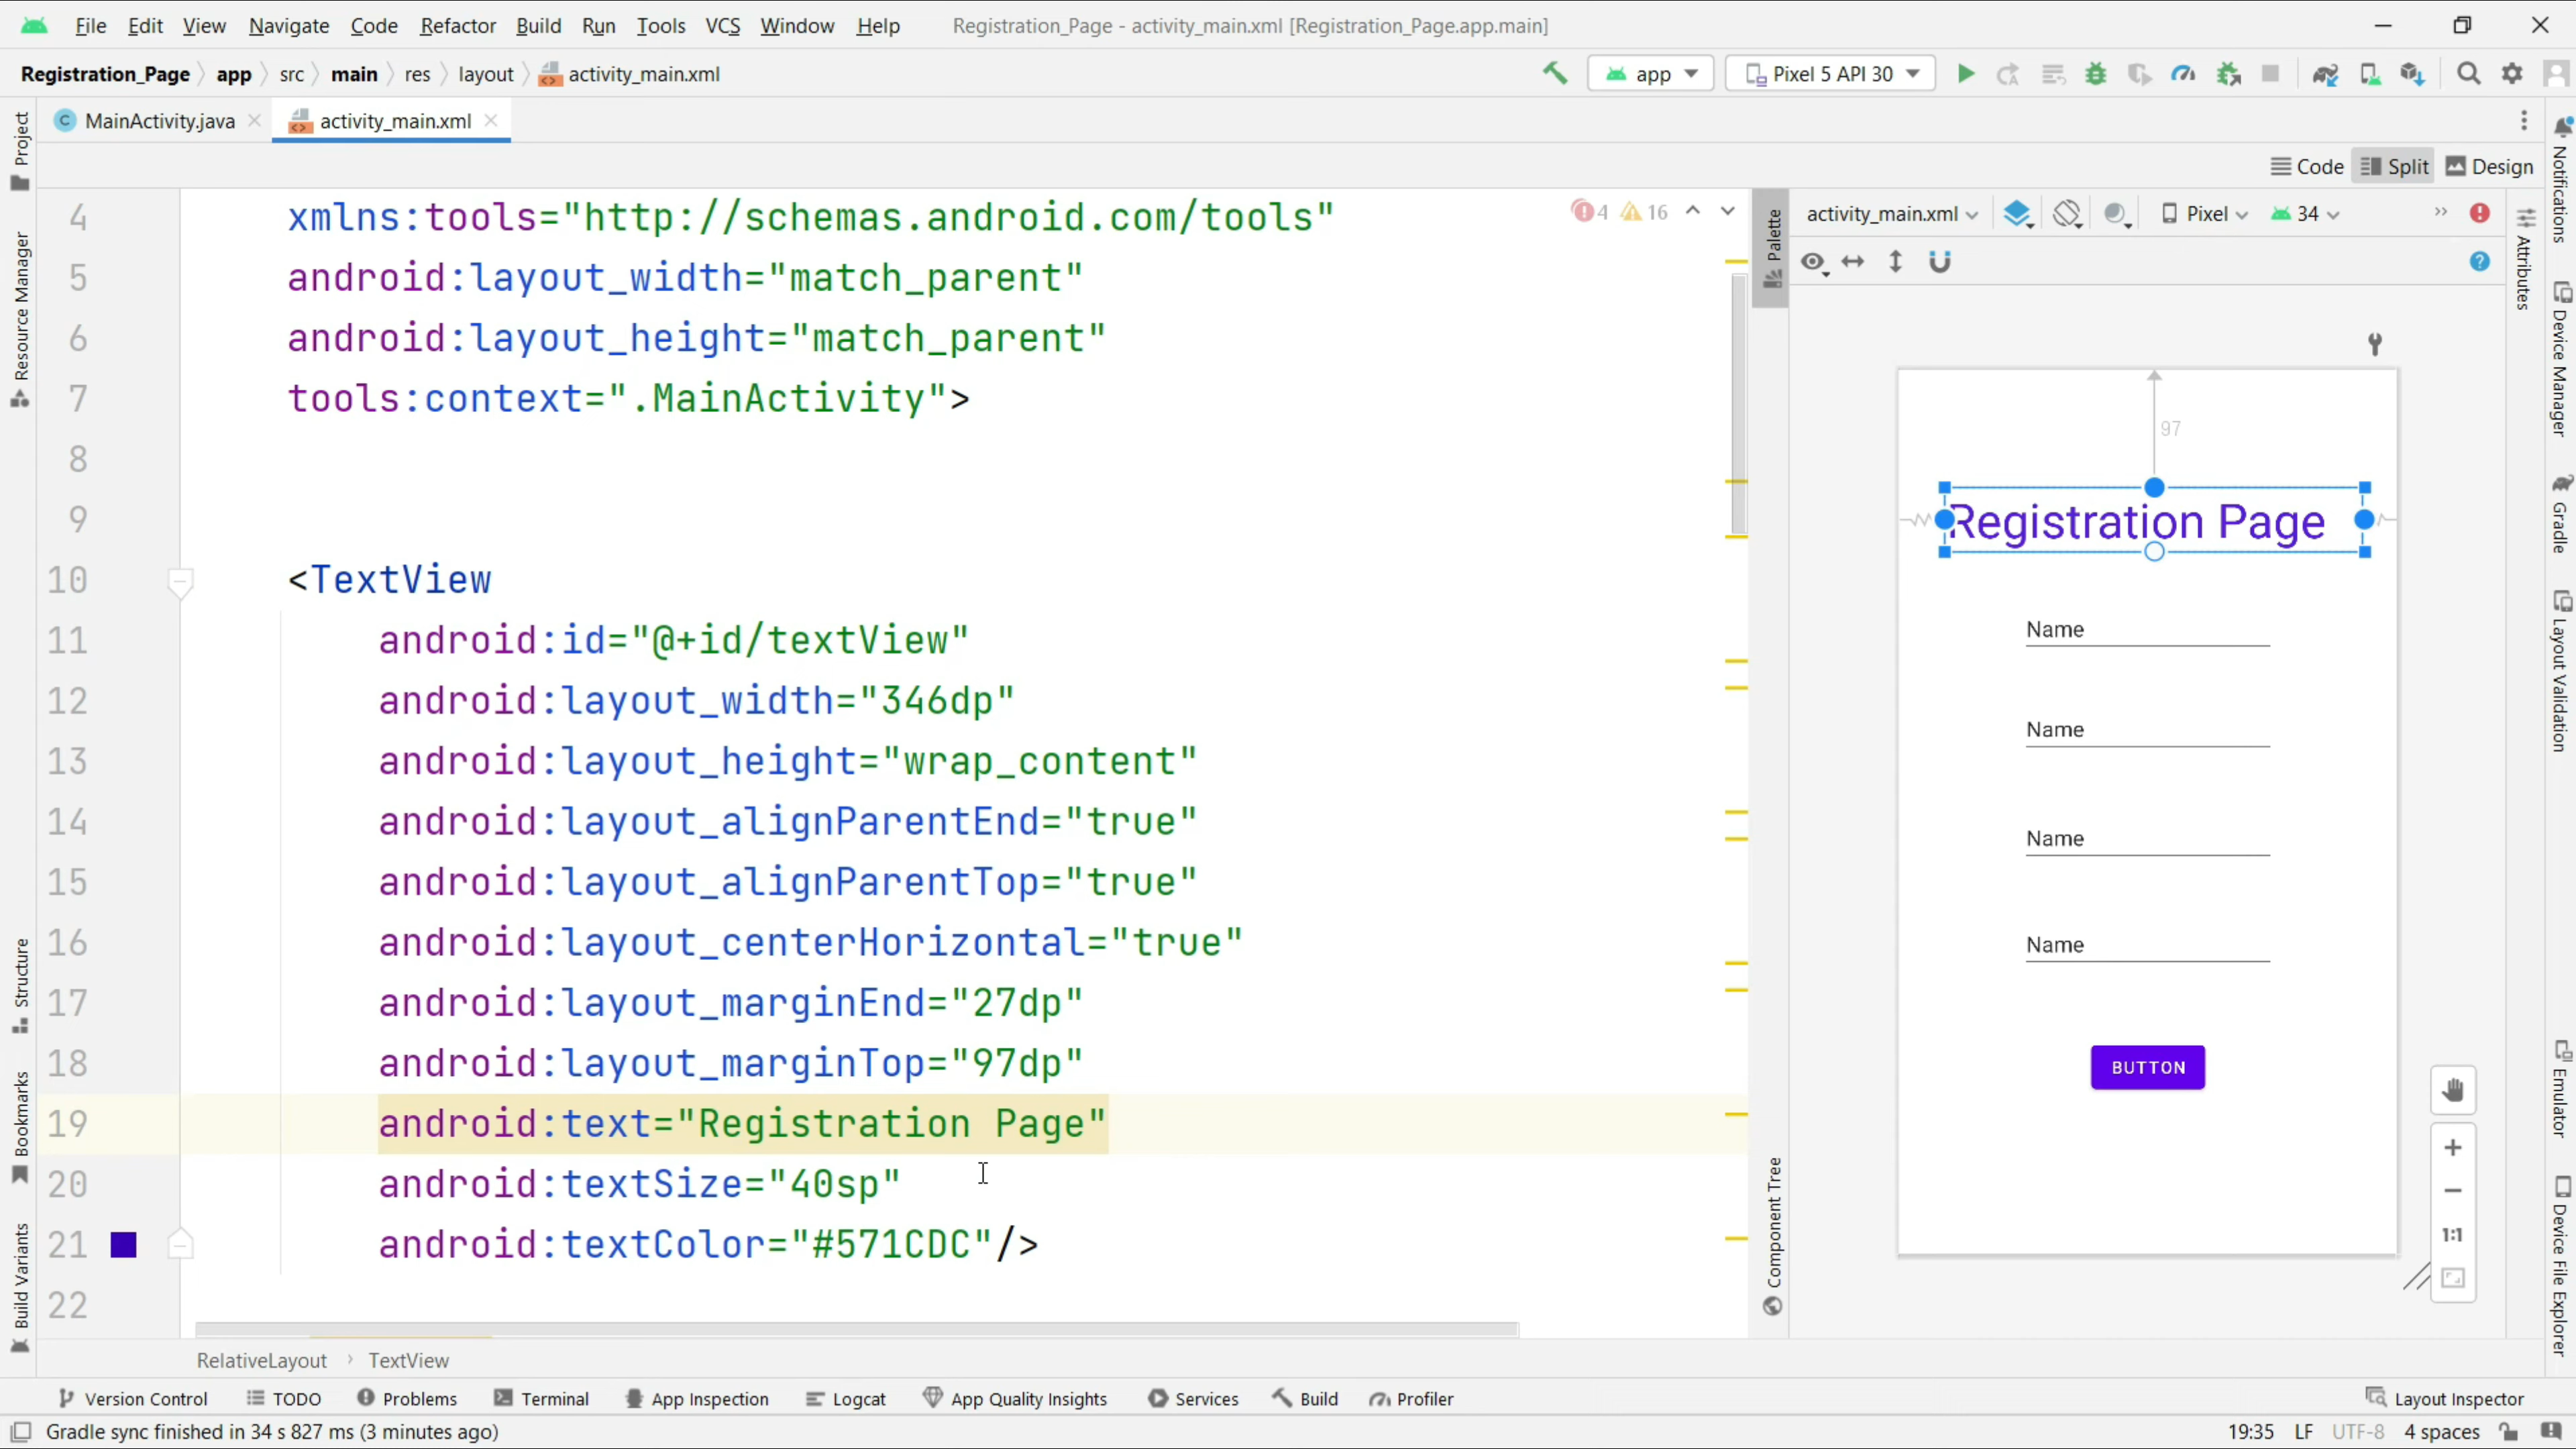 File Edit View Navigate Code Refactor Build Run Tools VCS Window Help Registration_Page - activity_main.xml [Registration_Page.app.main]
Registration_Page app src main res layout activity_main.xml app Pixel 5 API 30
MainActivity.java activity_main.xml
Code Split Design
Project
Resource Manager
Structure
Bookmarks
Build Variants
4 xmlns:tools="http://schemas.android.com/tools"
5 android:layout_width="match_parent"
6 android:layout_height="match_parent"
7 tools:context=".MainActivity">
8
9
10 <TextView
11 android:id="@+id/textView"
12 android:layout_width="346dp"
13 android:layout_height="wrap_content"
14 android:layout_alignParentEnd="true"
15 android:layout_alignParentTop="true"
16 android:layout_centerHorizontal="true"
17 android:layout_marginEnd="27dp"
18 android:layout_marginTop="97dp"
19 android:text="Registration Page"
20 android:textSize="40sp"
21 android:textColor="#571CDC"/>
22
4 16
Palette
Component Tree
activity_main.xml Pixel 34
97
Registration Page
Name
Name
Name
Name
BUTTON
1:1
Attributes
Notifications
Device Manager
Gradle
Layout Validation
Emulator
Device File Explorer
RelativeLayout TextView
Version Control TODO Problems Terminal App Inspection Logcat App Quality Insights Services Build Profiler Layout Inspector
Gradle sync finished in 34 s 827 ms (3 minutes ago) 19:35 LF UTF-8 4 spaces